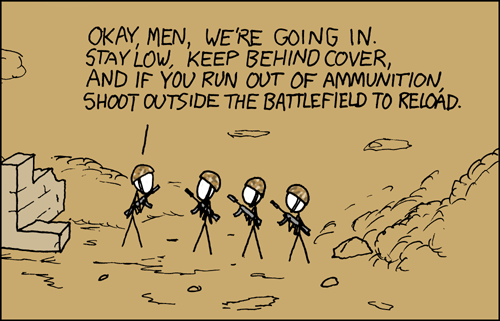 OKAY, MEN, WE'RE GOING IN.
STAY LOW, KEEP BEHIND COVER,
AND IF YOU RUN OUT OF AMMUNITION,
SHOOT OUTSIDE THE BATTLEFIELD TO RELOAD.